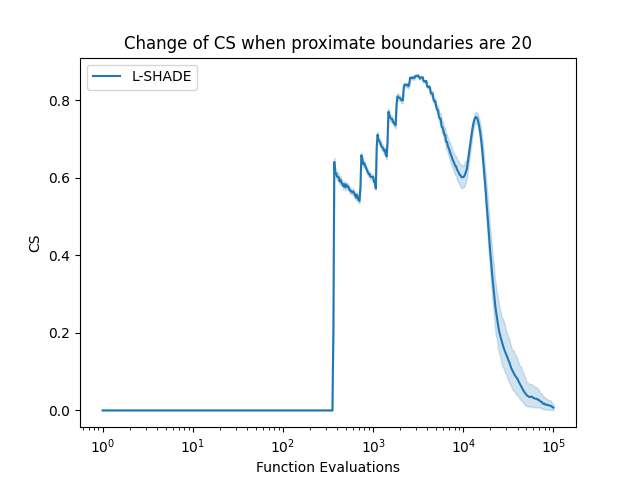 Change of CS when proximate boundaries are 20
L-SHADE
CS
0.8
0.6
0.4
0.2
0.0
10⁰ 10¹ 10² 10³ 10⁴ 10⁵
Function Evaluations